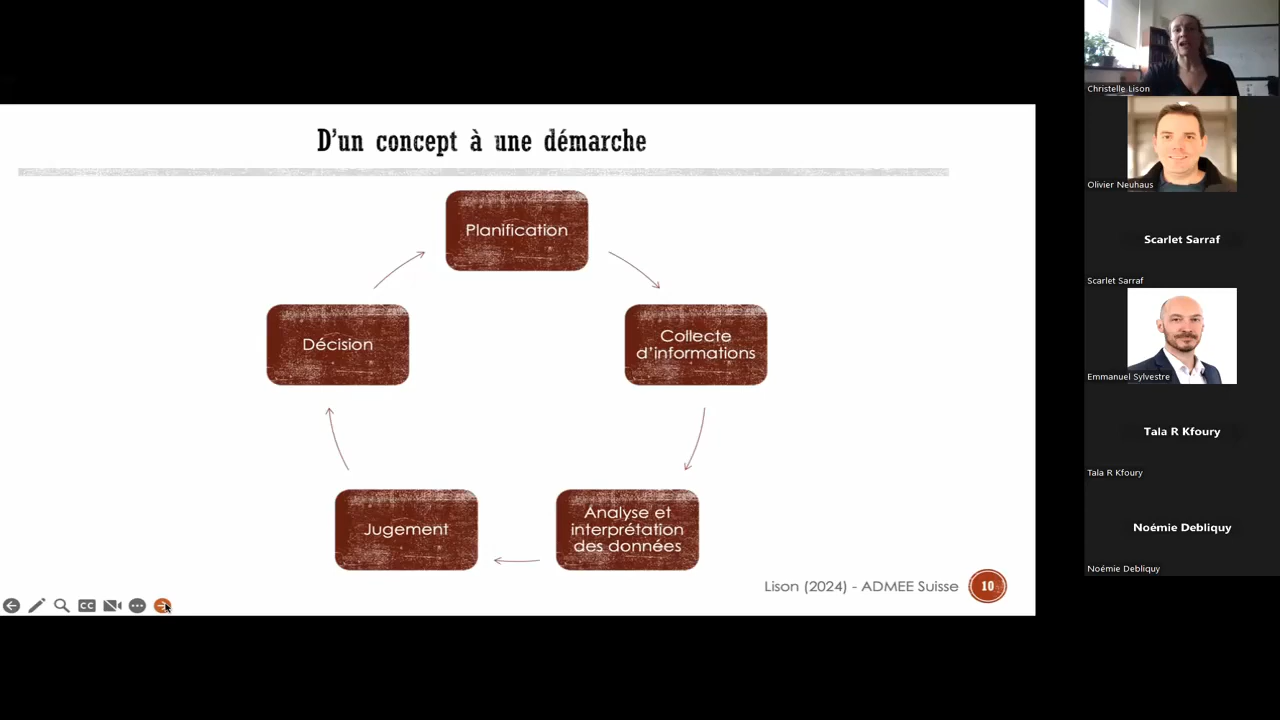 D'un concept à une démarche
Planification
Collecte
d'informations
Analyse et
interprétation
des données
Jugement
Décision
Lison (2024) - ADMEE Suisse
10
CC
Christelle Lison
Olivier Neuhaus
Scarlet Sarraf
Scarlet Sarraf
Emmanuel Sylvestre
Tala R Kfoury
Tala R Kfoury
Noémie Debliquy
Noémie Debliquy